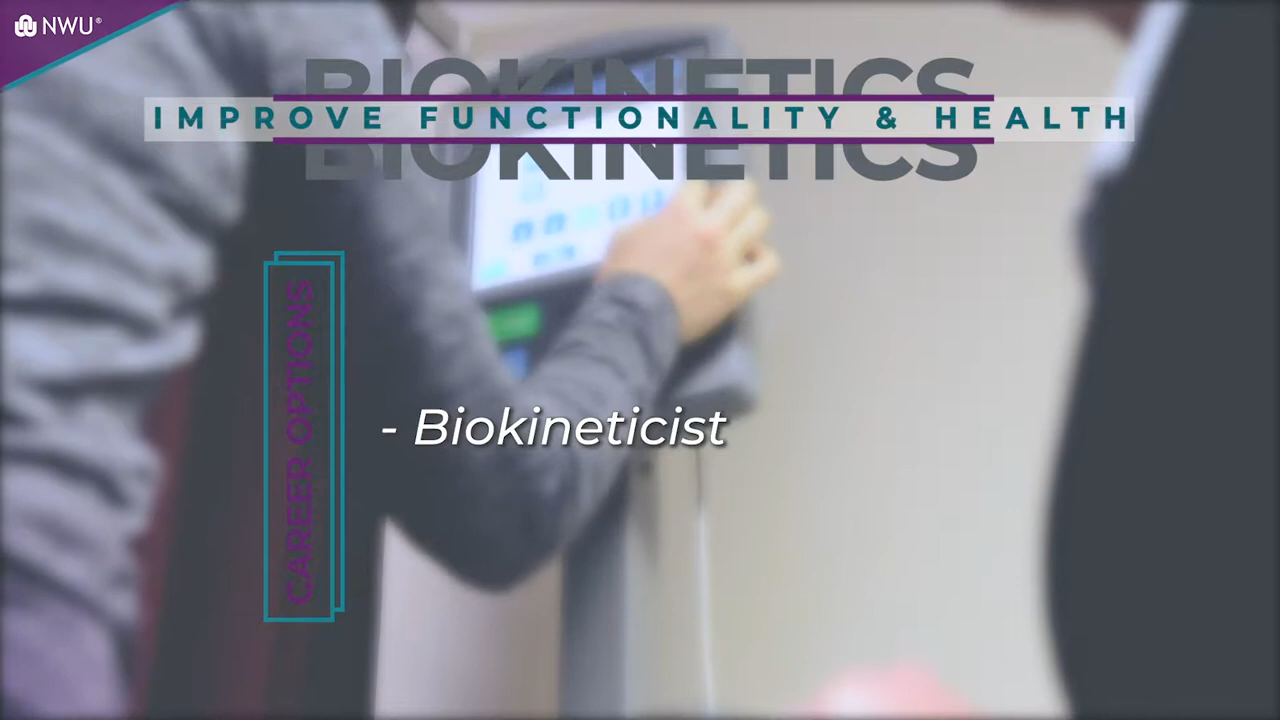 NWU®
BIOKINETICS
IMPROVE FUNCTIONALITY & HEALTH
BIOKINETICS
CAREER OPTIONS
- Biokineticist